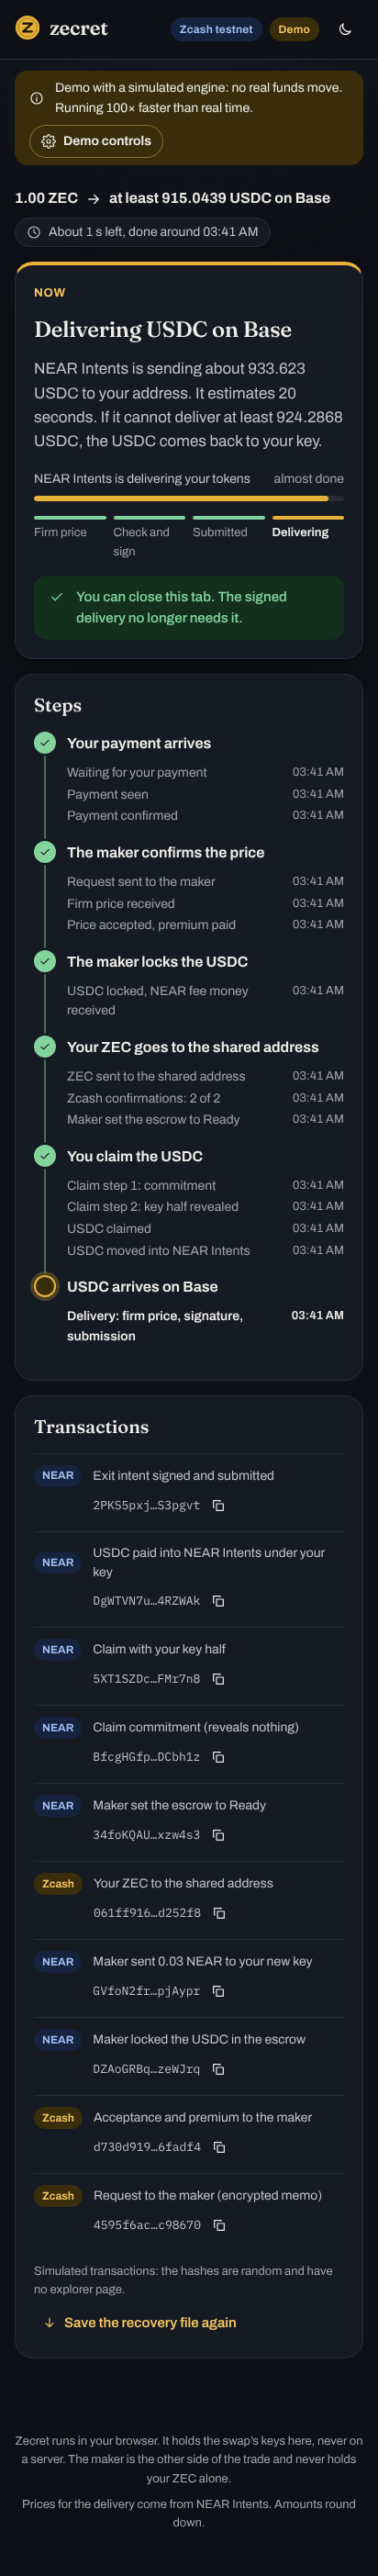 zecret
Zcash testnet
Demo
Demo with a simulated engine: no real funds move.
Running 100× faster than real time.
Demo controls
1.00 ZEC → at least 915.0439 USDC on Base
About 1 s left, done around 03:41 AM
NOW
Delivering USDC on Base
NEAR Intents is sending about 933.623
USDC to your address. It estimates 20
seconds. If it cannot deliver at least 924.2868
USDC, the USDC comes back to your key.
NEAR Intents is delivering your tokens almost done
Firm price Check and Submitted Delivering
sign
You can close this tab. The signed
delivery no longer needs it.
Steps
Your payment arrives
Waiting for your payment 03:41 AM
Payment seen 03:41 AM
Payment confirmed 03:41 AM
The maker confirms the price
Request sent to the maker 03:41 AM
Firm price received 03:41 AM
Price accepted, premium paid 03:41 AM
The maker locks the USDC
USDC locked, NEAR fee money 03:41 AM
received
Your ZEC goes to the shared address
ZEC sent to the shared address 03:41 AM
Zcash confirmations: 2 of 2 03:41 AM
Maker set the escrow to Ready 03:41 AM
You claim the USDC
Claim step 1: commitment 03:41 AM
Claim step 2: key half revealed 03:41 AM
USDC claimed 03:41 AM
USDC moved into NEAR Intents 03:41 AM
USDC arrives on Base
Delivery: firm price, signature, 03:41 AM
submission
Transactions
NEAR Exit intent signed and submitted
2PKS5pxj…S3pgvt
NEAR USDC paid into NEAR Intents under your
key
DgWTVN7u…4RZWAk
NEAR Claim with your key half
5XT1SZDc…FMr7n8
NEAR Claim commitment (reveals nothing)
BfcgHGfp…DCbh1z
NEAR Maker set the escrow to Ready
34foKQAU…xzw4s3
Zcash Your ZEC to the shared address
061ff916…d252f8
NEAR Maker sent 0.03 NEAR to your new key
GVfoN2fr…pjAypr
NEAR Maker locked the USDC in the escrow
DZAoGRBq…zeWJrq
Zcash Acceptance and premium to the maker
d730d919…6fadf4
Zcash Request to the maker (encrypted memo)
4595f6ac…c98670
Simulated transactions: the hashes are random and have
no explorer page.
Save the recovery file again
Zecret runs in your browser. It holds the swap's keys here, never on
a server. The maker is the other side of the trade and never holds
your ZEC alone.
Prices for the delivery come from NEAR Intents. Amounts round
down.